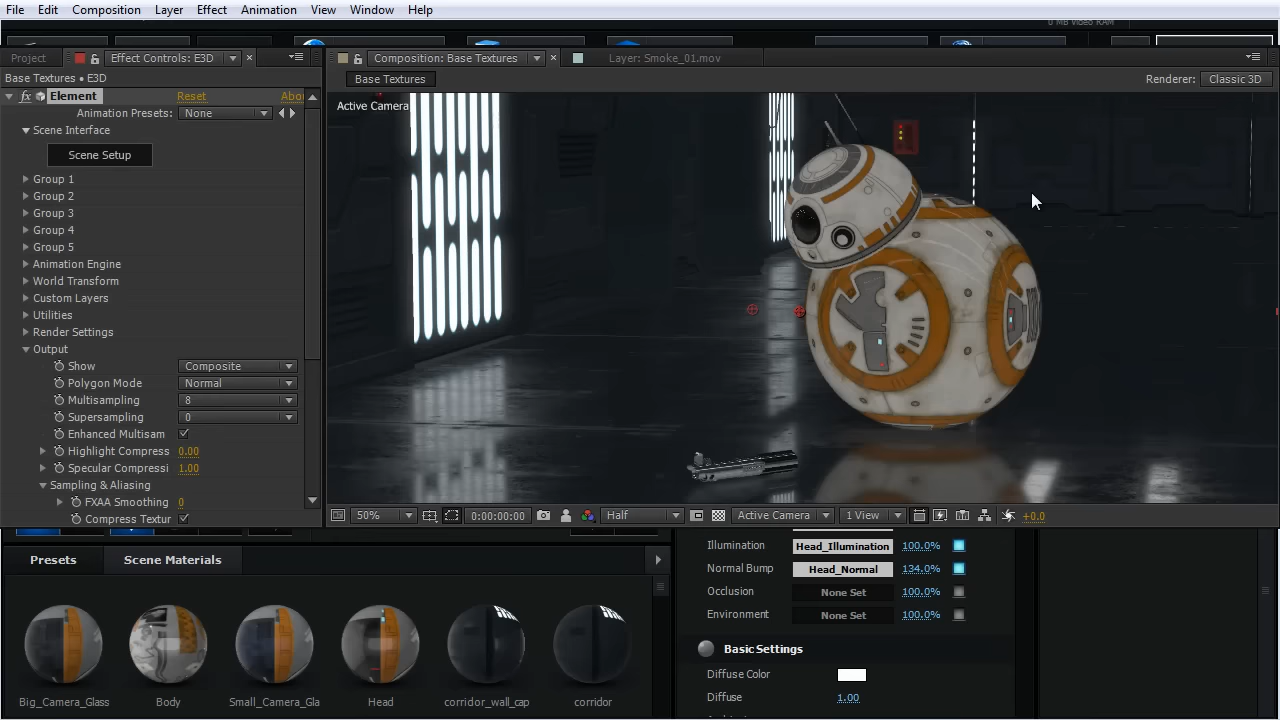 File Edit Composition Layer Effect Animation View Window Help
0 MB Video RAM
Project Effect Controls: E3D Composition: Base Textures Layer: Smoke_01.mov
Base Textures • E3D Base Textures Renderer: Classic 3D
fx Element Reset Abou
Active Camera
Animation Presets: None
Scene Interface
Scene Setup
Group 1
Group 2
Group 3
Group 4
Group 5
Animation Engine
World Transform
Custom Layers
Utilities
Render Settings
Output
Show Composite
Polygon Mode Normal
Multisampling 8
Supersampling 0
Enhanced Multisam
Highlight Compress 0.00
Specular Compressi 1.00
Sampling & Aliasing
FXAA Smoothing 0
Compress Textur
50% 0:00:00:00 Half Active Camera 1 View +0.0
Presets Scene Materials
Illumination Head_Illumination 100.0%
Normal Bump Head_Normal 134.0%
Occlusion None Set 100.0%
Environment None Set 100.0%
Basic Settings
Diffuse Color
Diffuse 1.00
Big_Camera_Glass Body Small_Camera_Gla Head corridor_wall_cap corridor